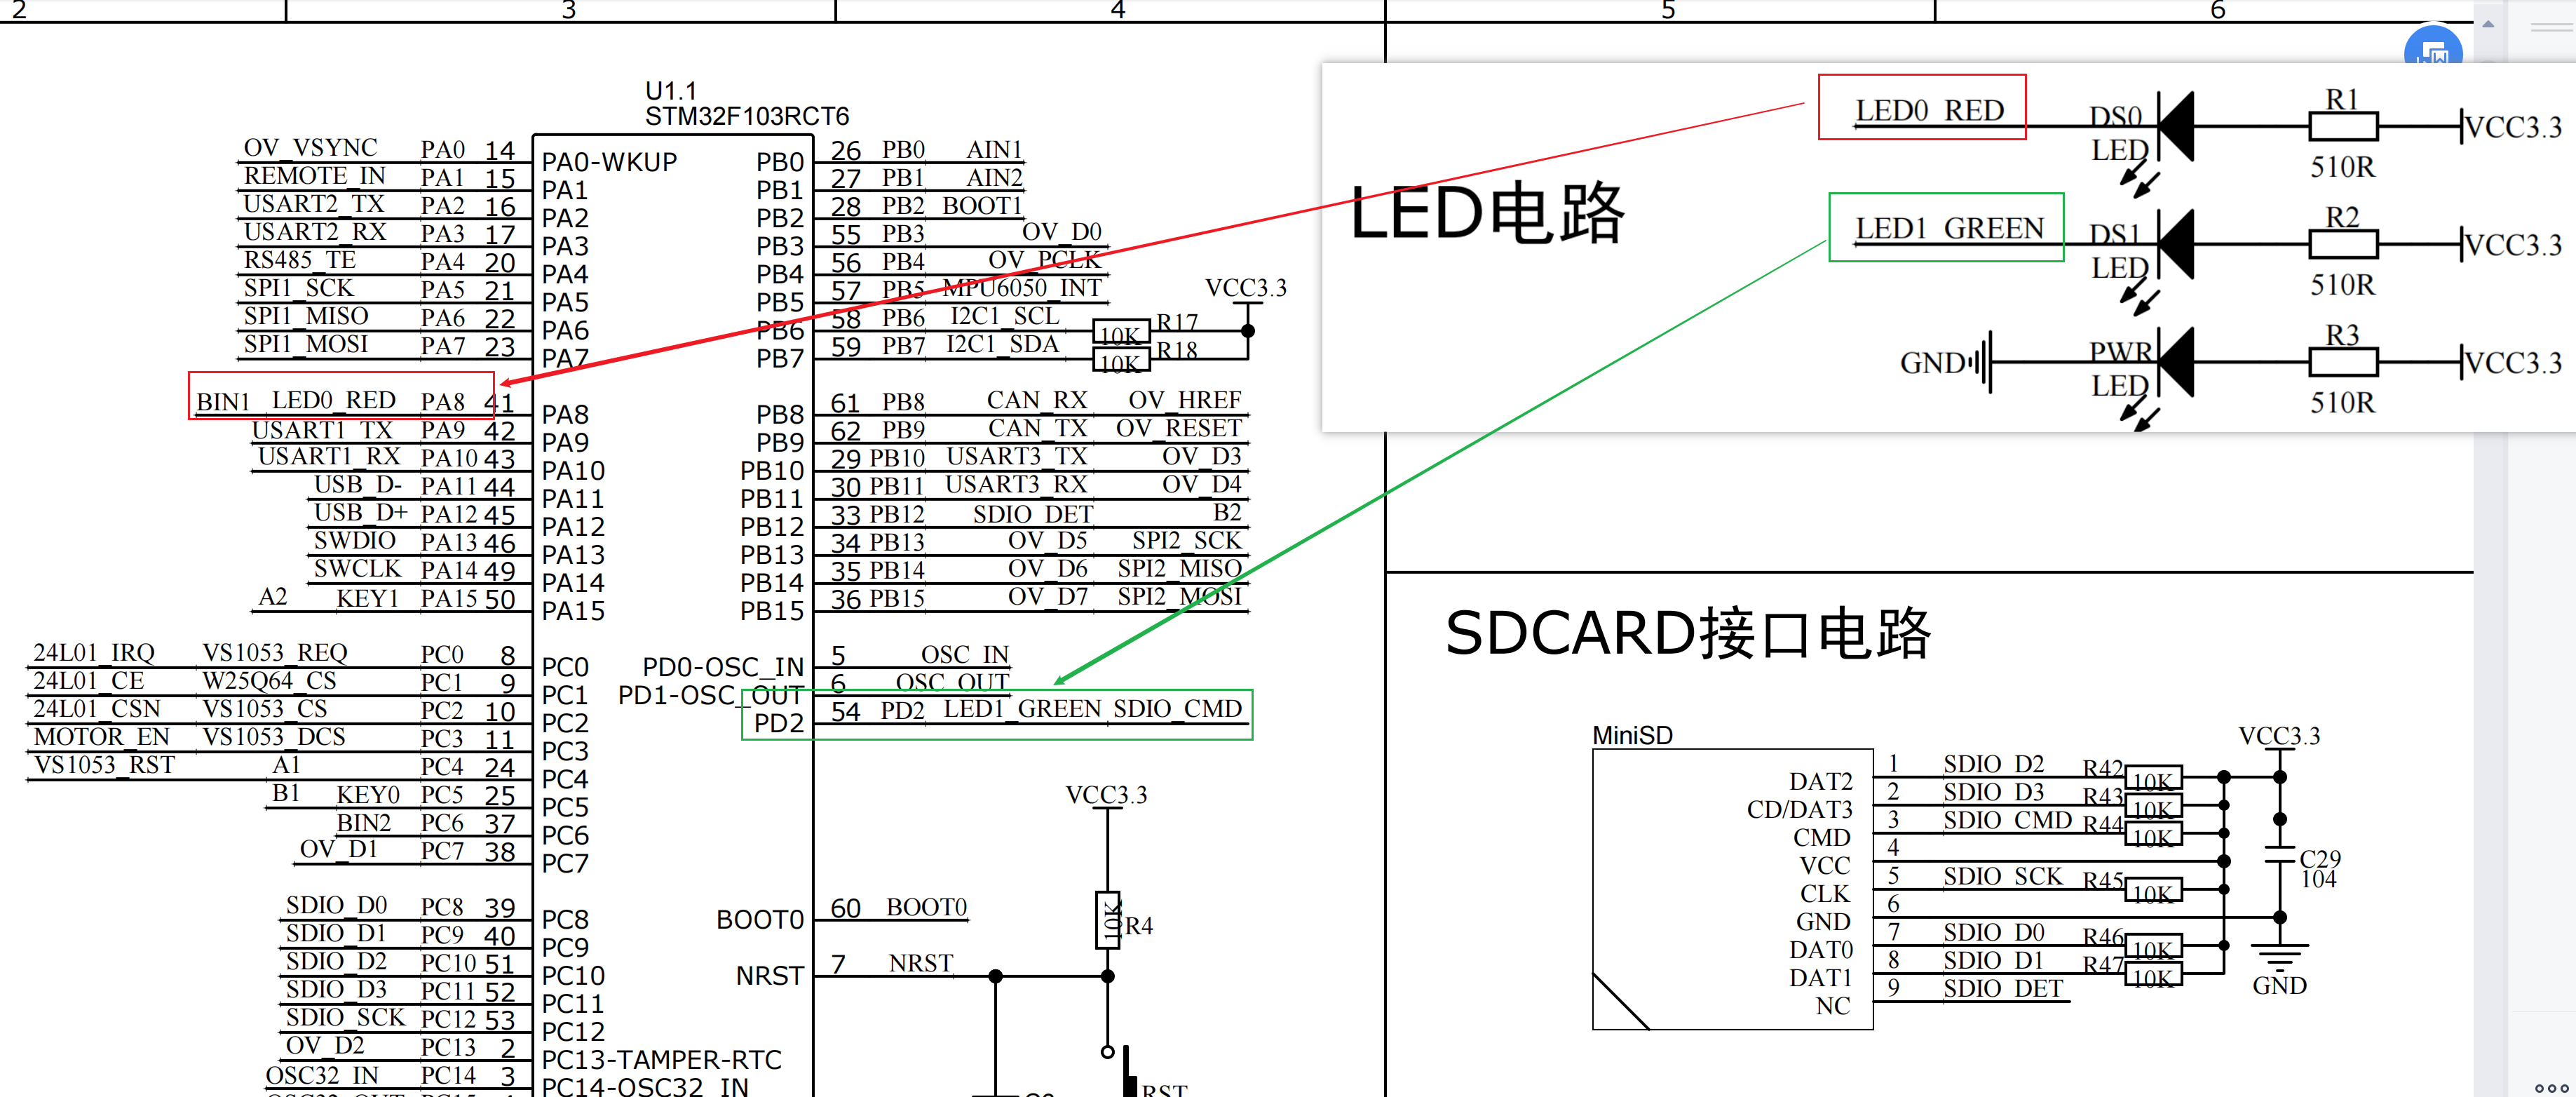 2 3 4 5 6
U1.1
STM32F103RCT6
OV_VSYNC PA0 14 PA0-WKUP PB0 26 PB0 AIN1
REMOTE_IN PA1 15 PA1 PB1 27 PB1 AIN2
USART2_TX PA2 16 PA2 PB2 28 PB2 BOOT1
USART2_RX PA3 17 PA3 PB3 55 PB3 OV_D0
RS485_TE PA4 20 PA4 PB4 56 PB4 OV_PCLK
SPI1_SCK PA5 21 PA5 PB5 57 PB5 MPU6050_INT
SPI1_MISO PA6 22 PA6 PB6 58 PB6 I2C1_SCL 10K R17
SPI1_MOSI PA7 23 PA7 PB7 59 PB7 I2C1_SDA 10K R18
VCC3.3
BIN1 LED0_RED PA8 41 PA8 PB8 61 PB8 CAN_RX OV_HREF
USART1_TX PA9 42 PA9 PB9 62 PB9 CAN_TX OV_RESET
USART1_RX PA10 43 PA10 PB10 29 PB10 USART3_TX OV_D3
USB_D- PA11 44 PA11 PB11 30 PB11 USART3_RX OV_D4
USB_D+ PA12 45 PA12 PB12 33 PB12 SDIO_DET B2
SWDIO PA13 46 PA13 PB13 34 PB13 OV_D5 SPI2_SCK
SWCLK PA14 49 PA14 PB14 35 PB14 OV_D6 SPI2_MISO
A2 KEY1 PA15 50 PA15 PB15 36 PB15 OV_D7 SPI2_MOSI
24L01_IRQ VS1053_REQ PC0 8 PC0 PD0-OSC_IN 5 OSC_IN
24L01_CE W25Q64_CS PC1 9 PC1 PD1-OSC_OUT 6 OSC_OUT
24L01_CSN VS1053_CS PC2 10 PC2 PD2 54 PD2 LED1_GREEN SDIO_CMD
MOTOR_EN VS1053_DCS PC3 11 PC3
VS1053_RST A1 PC4 24 PC4
B1 KEY0 PC5 25 PC5
BIN2 PC6 37 PC6
OV_D1 PC7 38 PC7
VCC3.3
10K R4
SDIO_D0 PC8 39 PC8 BOOT0 60 BOOT0
SDIO_D1 PC9 40 PC9
SDIO_D2 PC10 51 PC10 NRST 7 NRST
SDIO_D3 PC11 52 PC11
SDIO_SCK PC12 53 PC12
OV_D2 PC13 2 PC13-TAMPER-RTC
OSC32_IN PC14 3 PC14-OSC32_IN
RST
LED电路
LED0_RED DS0 LED R1 510R VCC3.3
LED1_GREEN DS1 LED R2 510R VCC3.3
GND PWR LED R3 510R VCC3.3
SDCARD接口电路
MiniSD
VCC3.3
DAT2 1 SDIO_D2 R42 10K
CD/DAT3 2 SDIO_D3 R43 10K
CMD 3 SDIO_CMD R44 10K
VCC 4
CLK 5 SDIO_SCK R45 10K
GND 6
DAT0 7 SDIO_D0 R46 10K
DAT1 8 SDIO_D1 R47 10K
NC 9 SDIO_DET
C29
104
GND